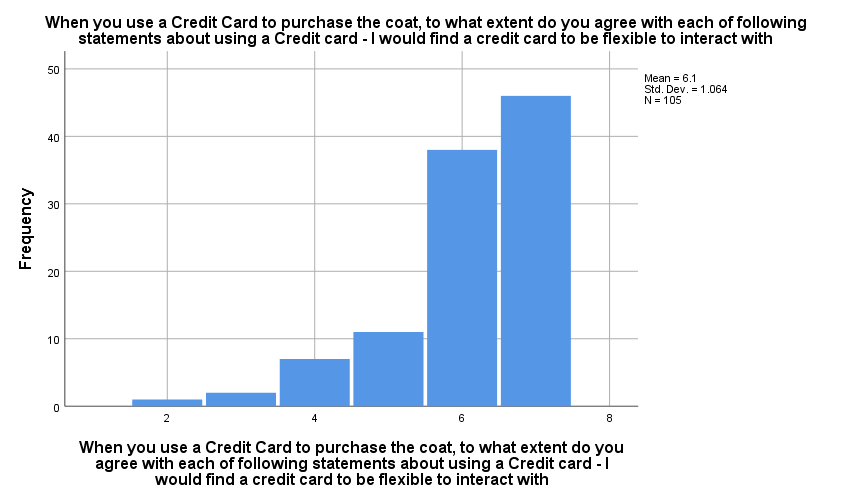 When you use a Credit Card to purchase the coat, to what extent do you agree with each of following
statements about using a Credit card - I would find a credit card to be flexible to interact with
50
40
30
20
10
0
Frequency
Mean = 6.1
Std. Dev. = 1.064
N = 105
2
4
6
8
When you use a Credit Card to purchase the coat, to what extent do you
agree with each of following statements about using a Credit card - I
would find a credit card to be flexible to interact with